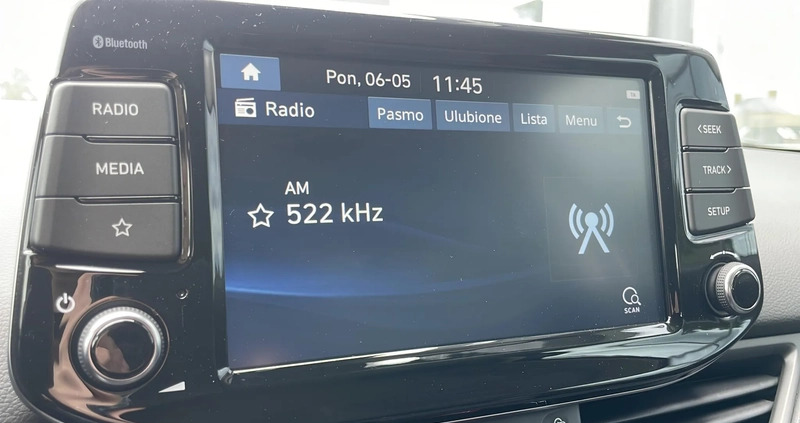 Bluetooth
Pon, 06-05 11:45
Radio Pasmo Ulubione Lista Menu
RADIO
MEDIA
AM
522 kHz
SCAN
< SEEK
TRACK >
SETUP